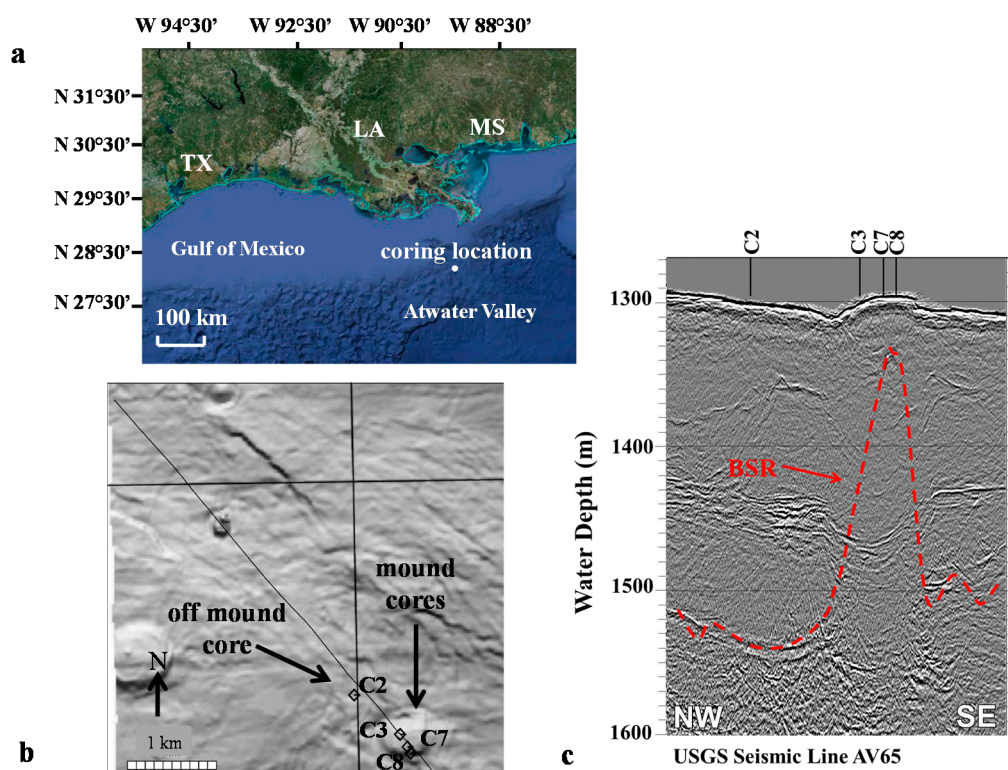 W 94°30’ W 92°30’ W 90°30’ W 88°30’
a
N 31°30’
N 30°30’
N 29°30’
N 28°30’
N 27°30’
LA
MS
TX
Gulf of Mexico
coring location
Atwater Valley
100 km
mound
cores
off mound
core
N
C2
C3
C7
C8
1 km
b
C2
C3
C7
C8
1300
1400
1500
1600
Water Depth (m)
BSR
NW
SE
c
USGS Seismic Line AV65